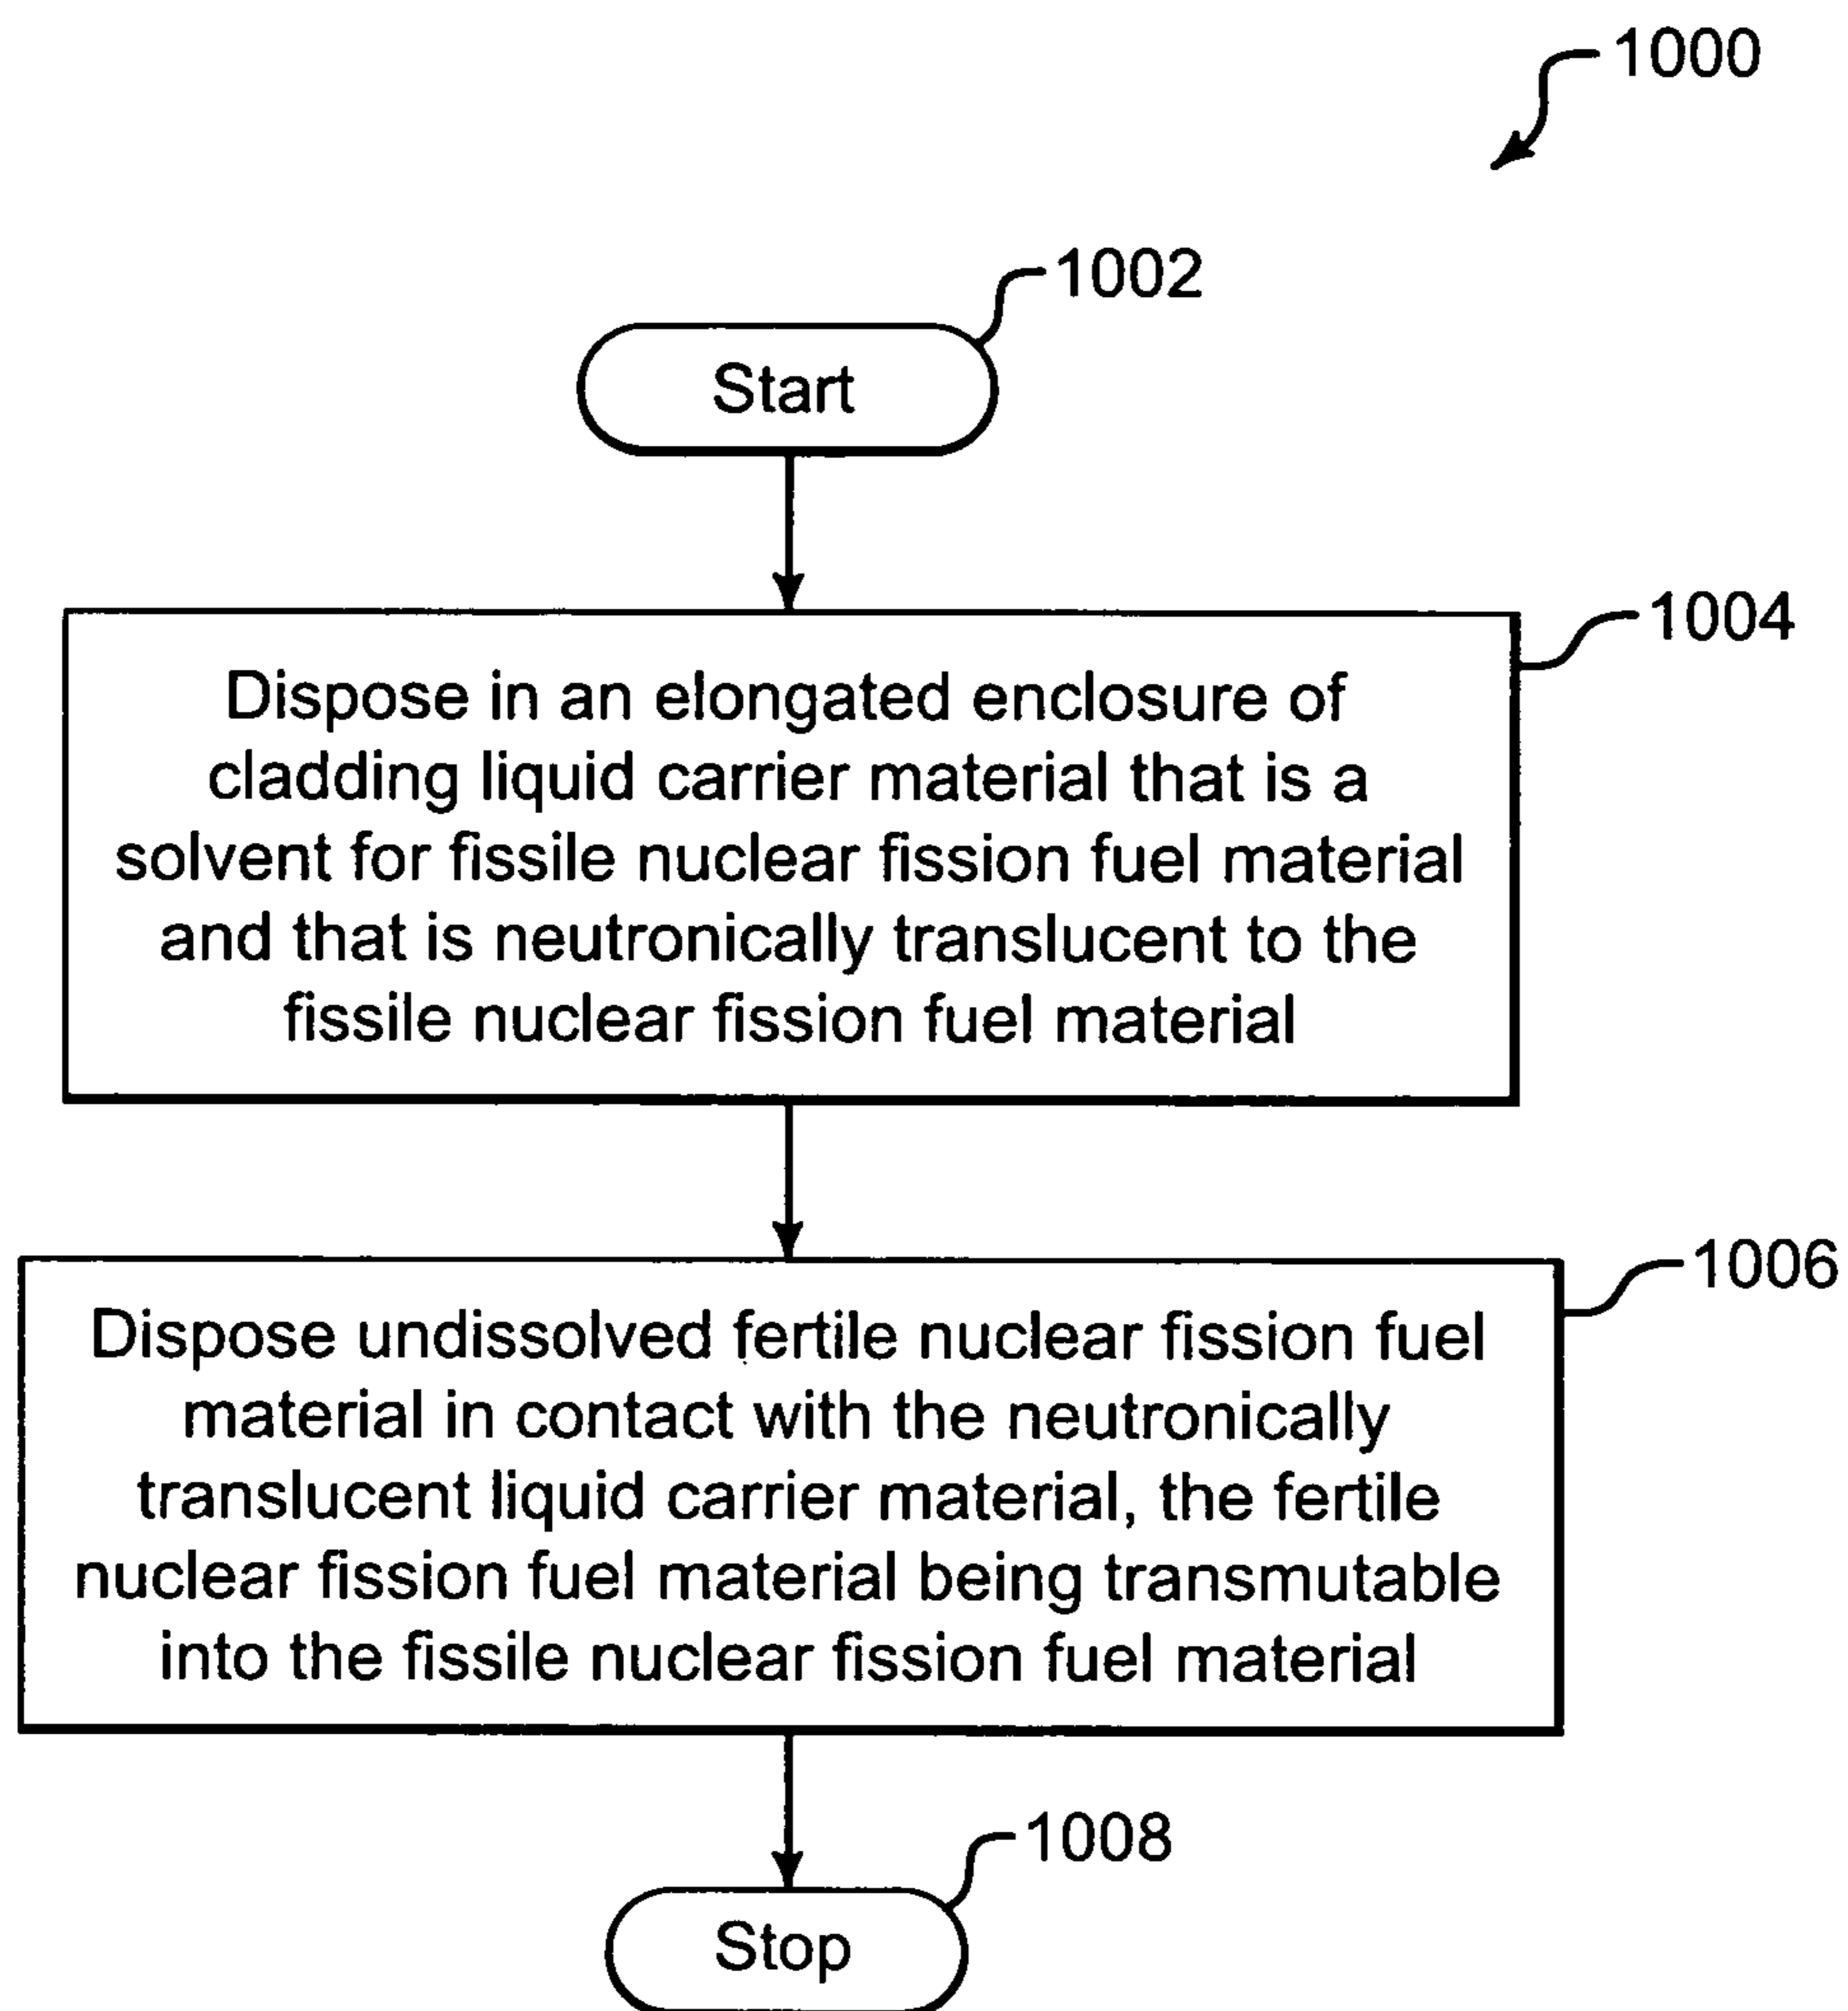 1000
1002
Start
1004
Dispose in an elongated enclosure of
cladding liquid carrier material that is a
solvent for fissile nuclear fission fuel material
and that is neutronically translucent to the
fissile nuclear fission fuel material
1006
Dispose undissolved fertile nuclear fission fuel
material in contact with the neutronically
translucent liquid carrier material, the fertile
nuclear fission fuel material being transmutable
into the fissile nuclear fission fuel material
1008
Stop